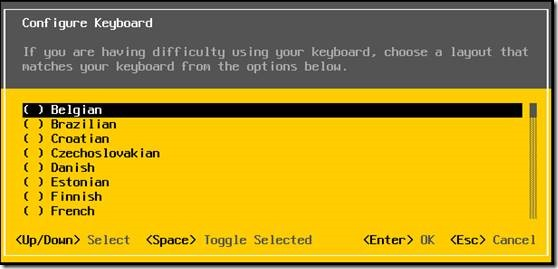 Configure Keyboard
If you are having difficulty using your keyboard, choose a layout that
matches your keyboard from the options below.
( ) Belgian
( ) Brazilian
( ) Croatian
( ) Czechoslovakian
( ) Danish
( ) Estonian
( ) Finnish
( ) French
<Up/Down> Select <Space> Toggle Selected <Enter> OK <Esc> Cancel